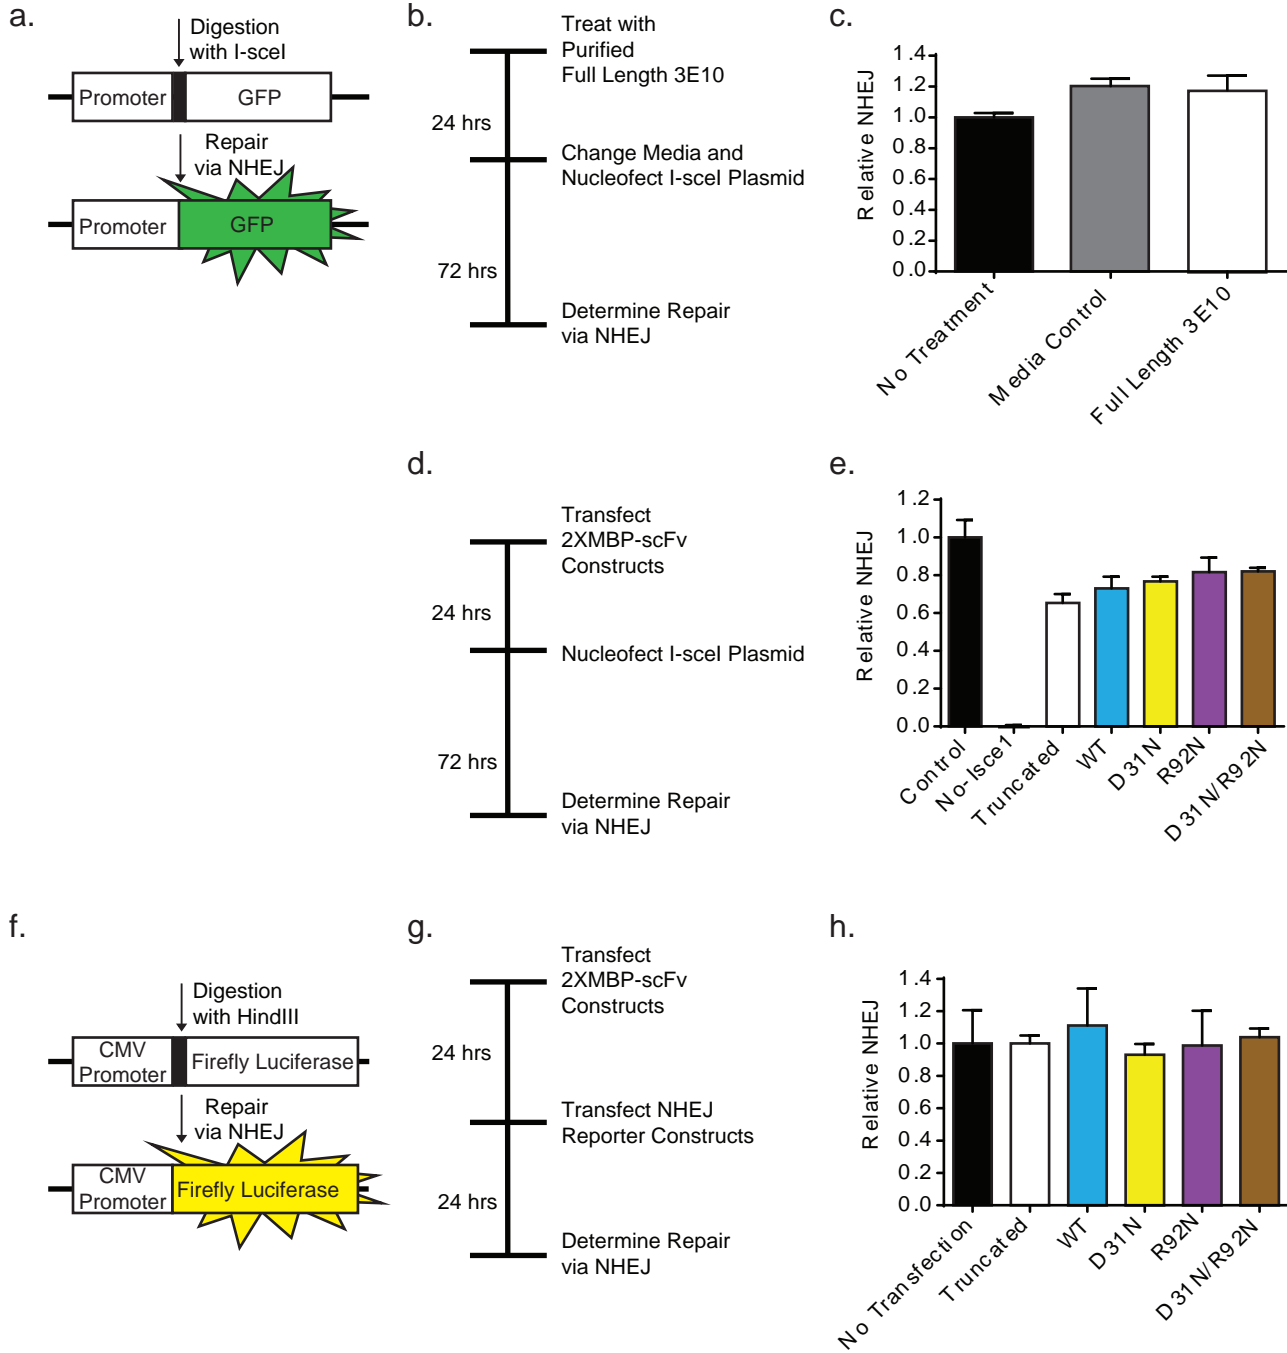 a.
Digestion
with I-sceI
Promoter
GFP
Repair
via NHEJ
Promoter
GFP
b.
Treat with
Purified
Full Length 3E10
24 hrs
Change Media and
Nucleofect I-sceI Plasmid
72 hrs
Determine Repair
via NHEJ
c.
Relative NHEJ
1.4
1.2
1.0
0.8
0.6
0.4
0.2
0.0
No Treatment
Media Control
Full Length 3E10
d.
Transfect
2XMBP-scFv
Constructs
24 hrs
Nucleofect I-sceI Plasmid
72 hrs
Determine Repair
via NHEJ
e.
Relative NHEJ
1.2
1.0
0.8
0.6
0.4
0.2
0.0
Control
No-Isce1
Truncated
WT
D31N
R92N
D31N/R92N
f.
Digestion
with HindIII
CMV
Promoter
Firefly Luciferase
Repair
via NHEJ
CMV
Promoter
Firefly Luciferase
g.
Transfect
2XMBP-scFv
Constructs
24 hrs
Transfect NHEJ
Reporter Constructs
24 hrs
Determine Repair
via NHEJ
h.
Relative NHEJ
1.4
1.2
1.0
0.8
0.6
0.4
0.2
0.0
No Transfection
Truncated
WT
D31N
R92N
D31N/R92N